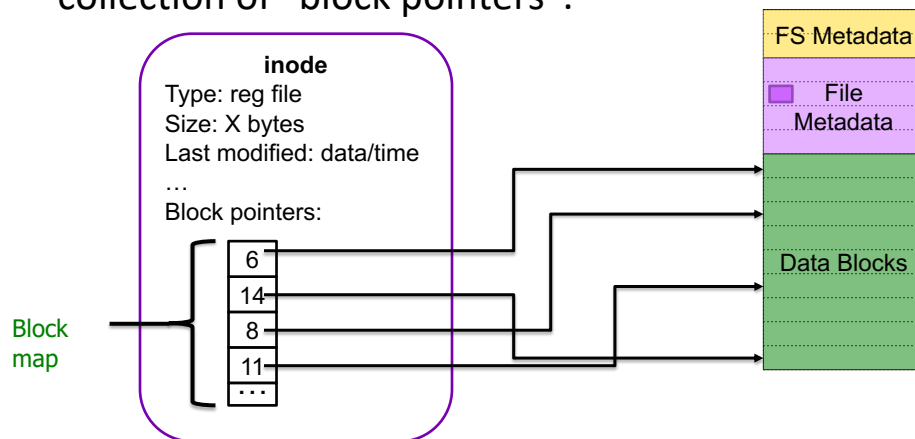 collection of "block pointers":
FS Metadata
inode
Type: reg file
Size: X bytes
Last modified: data/time
...
Block pointers:
File
Metadata
6
14
8
11
...
Data Blocks
Block
map